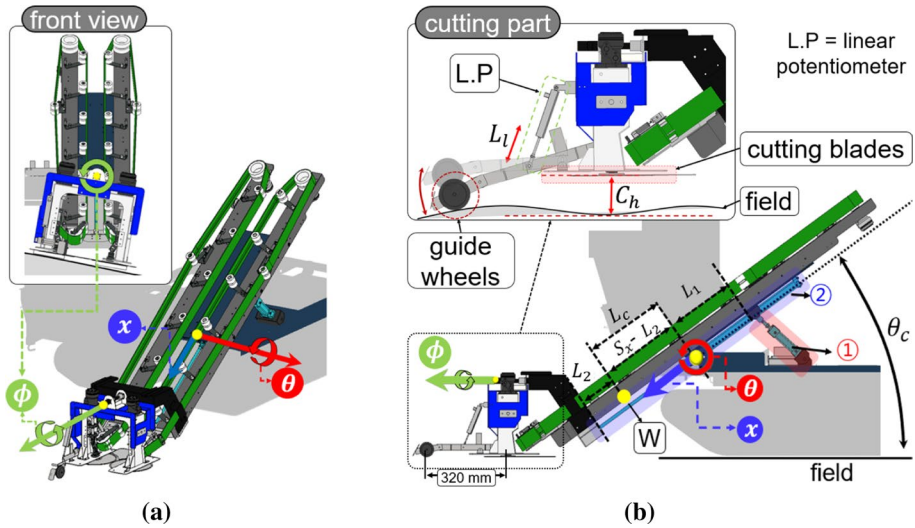 front view
x
θ
ϕ
ϕ
(a)
cutting part
L.P = linear
potentiometer
L.P
L_l
cutting blades
C_h
field
guide
wheels
L_1
②
L_c
S_x - L_2
θ_c
①
L_2
ϕ
θ
x
W
320 mm
field
(b)